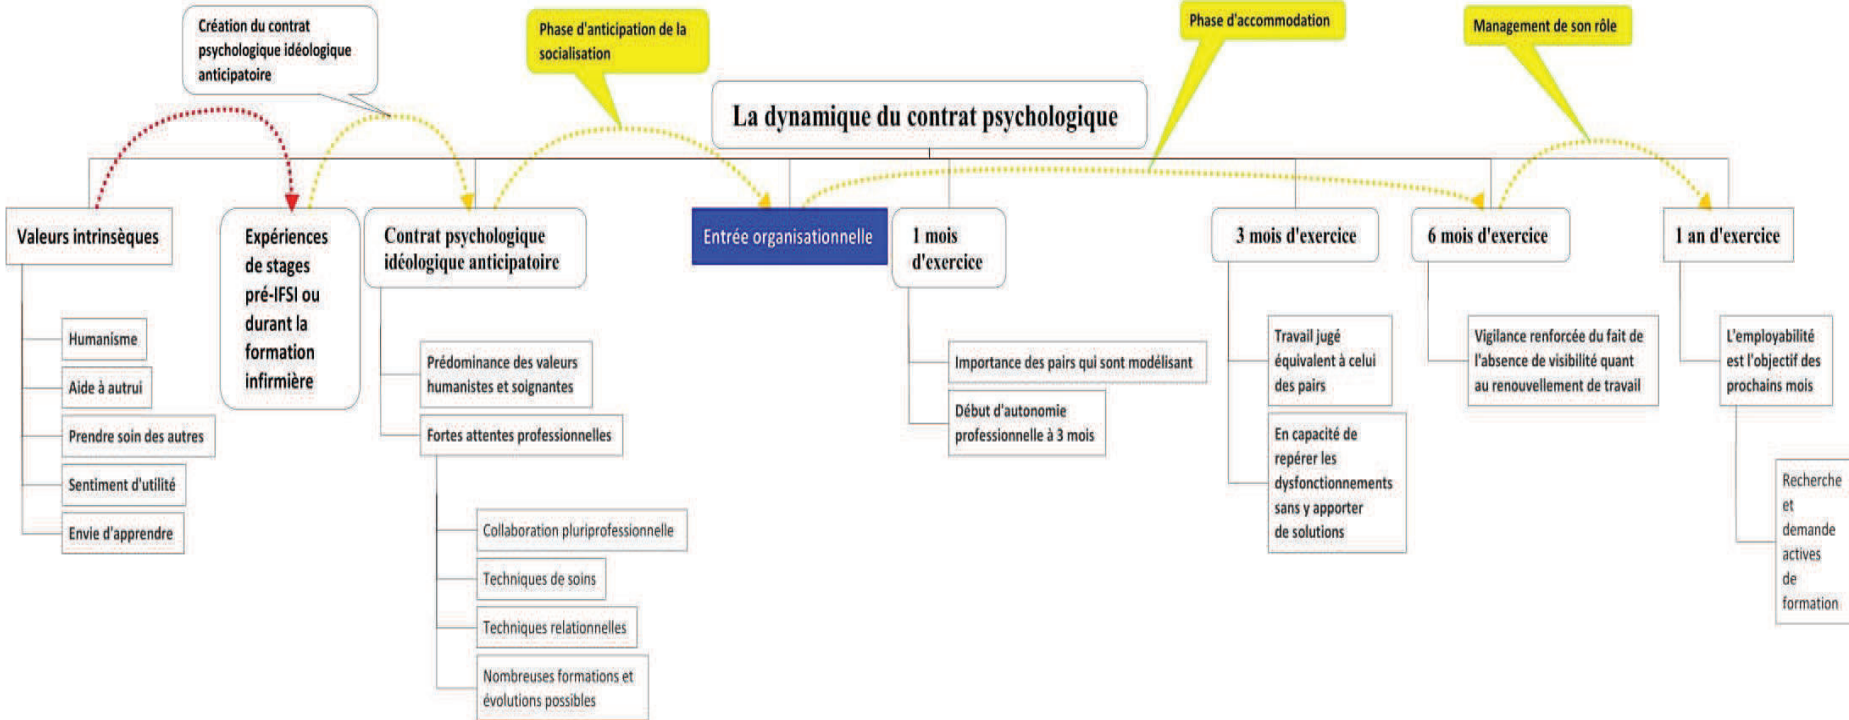 Création du contrat
psychologique idéologique
anticipatoire
Phase d'anticipation de la
socialisation
Phase d'accommodation
Management de son rôle
La dynamique du contrat psychologique
Valeurs intrinsèques
Humanisme
Aide à autrui
Prendre soin des autres
Sentiment d'utilité
Envie d'apprendre
Expériences
de stages
pré-IFSI ou
durant la
formation
infirmière
Contrat psychologique
idéologique anticipatoire
Prédominance des valeurs
humanistes et soignantes
Fortes attentes professionnelles
Collaboration pluriprofessionnelle
Techniques de soins
Techniques relationnelles
Nombreuses formations et
évolutions possibles
Entrée organisationnelle
1 mois
d'exercice
Importance des pairs qui sont modélisant
Début d'autonomie
professionnelle à 3 mois
3 mois d'exercice
Travail jugé
équivalent à celui
des pairs
En capacité de
repérer les
dysfonctionnements
sans y apporter
de solutions
6 mois d'exercice
Vigilance renforcée du fait de
l'absence de visibilité quant
au renouvellement de travail
1 an d'exercice
L'employabilité
est l'objectif des
prochains mois
Recherche
et
demande
actives
de
formation